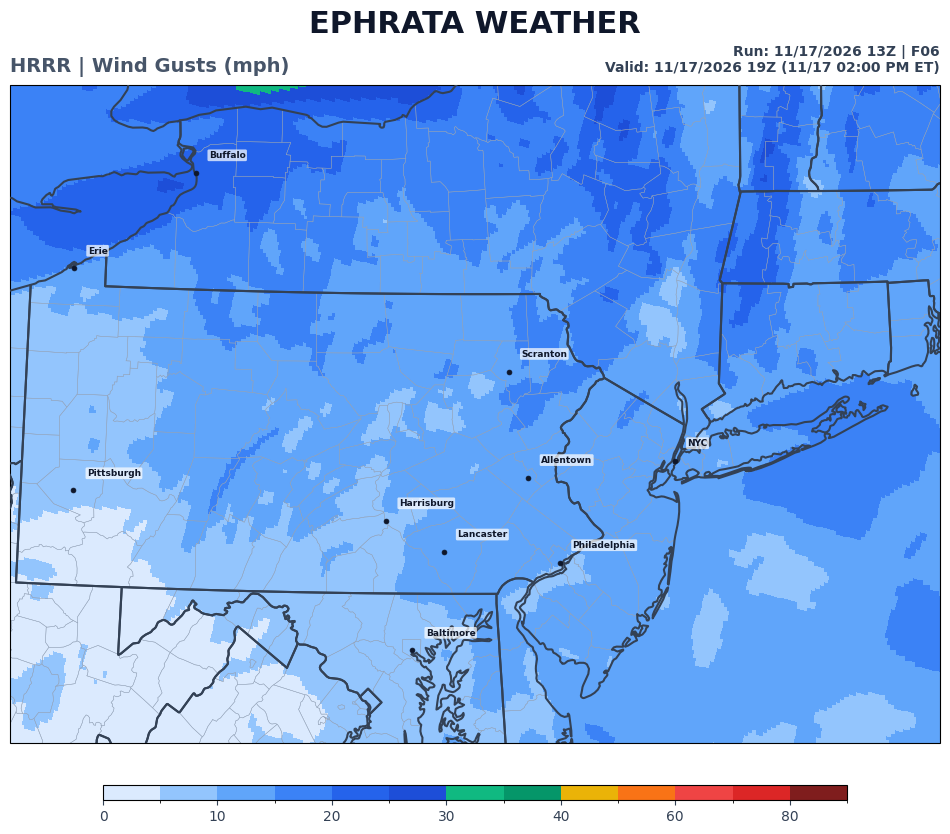 EPHRATA WEATHER
HRRR | Wind Gusts (mph)
Run: 11/17/2026 13Z | F06
Valid: 11/17/2026 19Z (11/17 02:00 PM ET)
Buffalo
Erie
Scranton
NYC
Allentown
Pittsburgh
Harrisburg
Lancaster
Philadelphia
Baltimore
0 10 20 30 40 60 80